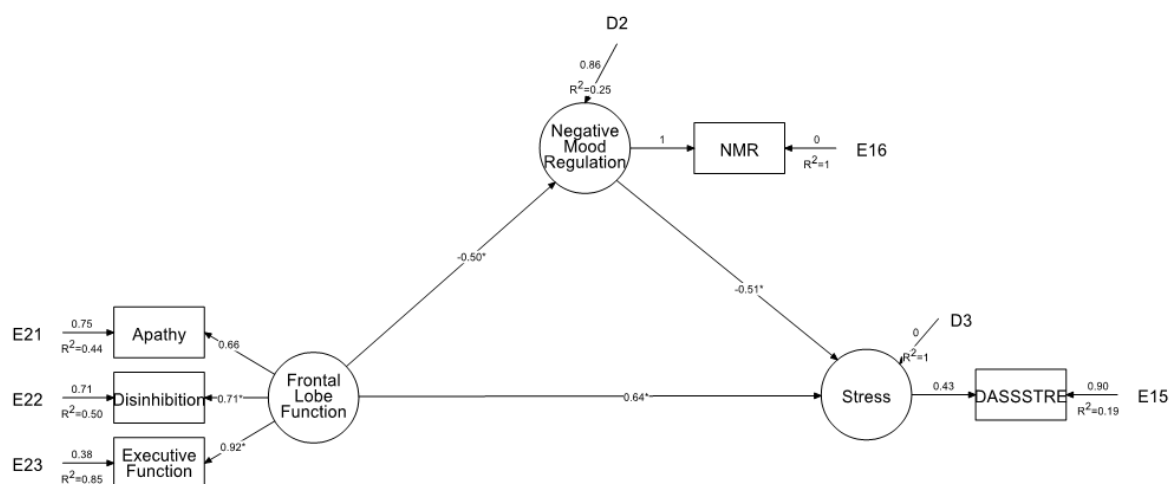 D2
0.86
R²=0.25
Negative
Mood
Regulation
1
NMR
0
R²=1
E16
-0.50*
-0.51*
D3
0
R²=1
E21
0.75
R²=0.44
Apathy
0.66
E22
0.71
R²=0.50
Disinhibition
0.71*
Frontal
Lobe
Function
0.64*
Stress
0.43
DASSSTRE
0.90
R²=0.19
E15
E23
0.38
R²=0.85
Executive
Function
0.92*